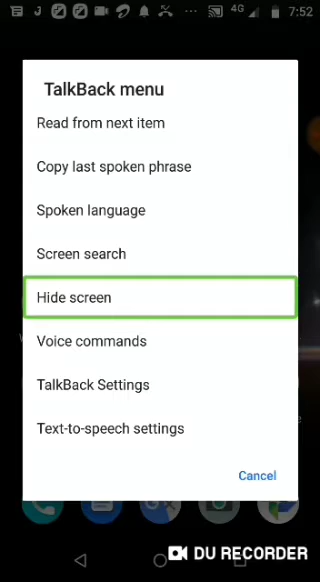 J
4G
7:52
TalkBack menu
Read from next item
Copy last spoken phrase
Spoken language
Screen search
Hide screen
Voice commands
TalkBack Settings
Text-to-speech settings
Cancel
DU RECORDER